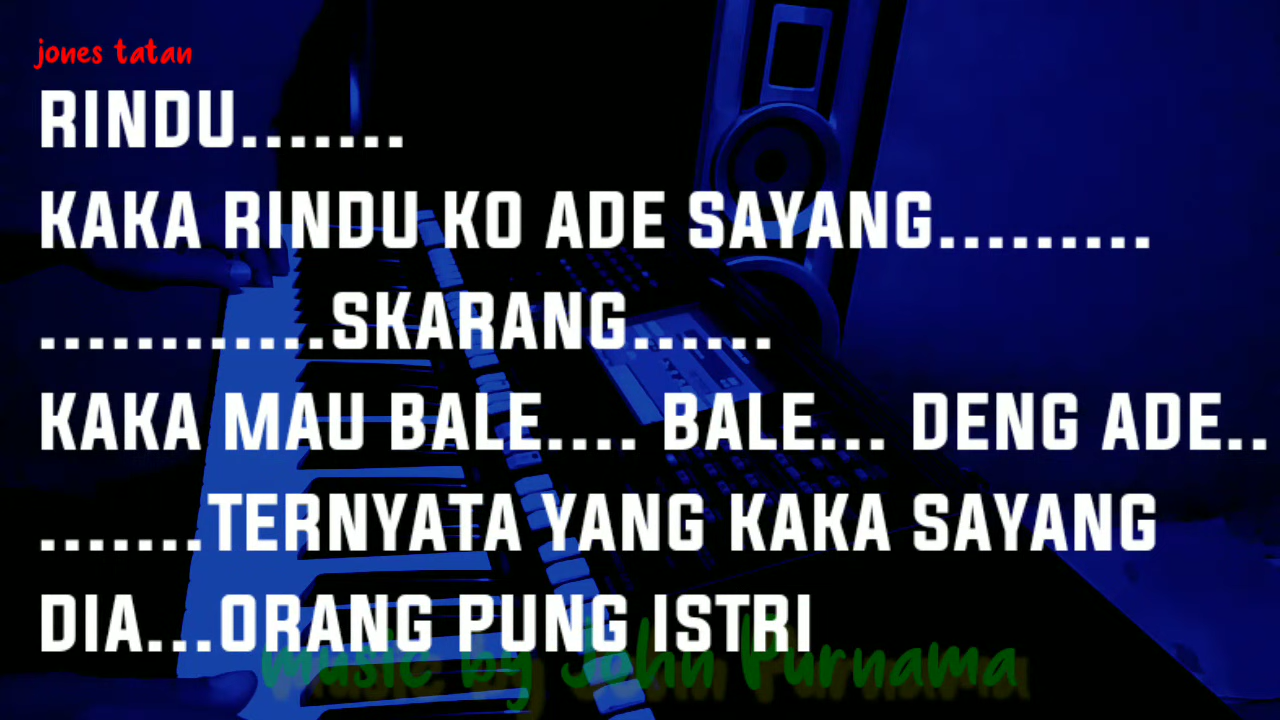 jones tatan
RINDU.......
KAKA RINDU KO ADE SAYANG.........
............SKARANG......
KAKA MAU BALE.... BALE... DENG ADE..
.......TERNYATA YANG KAKA SAYANG
DIA...ORANG PUNG ISTRI
music by John Purnama